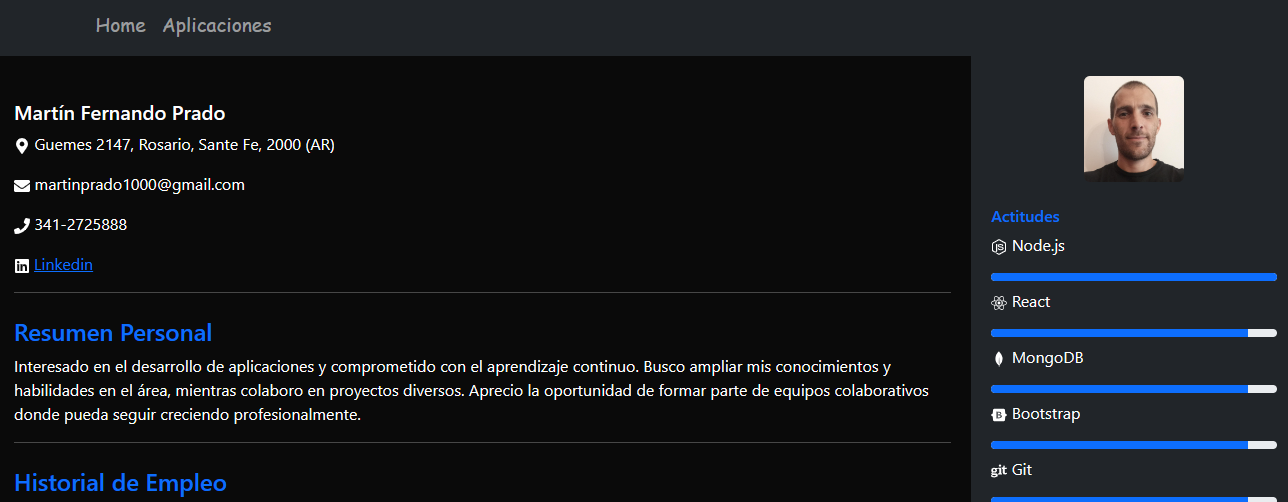 Home Aplicaciones
Martín Fernando Prado
Guemes 2147, Rosario, Sante Fe, 2000 (AR)
martinprado1000@gmail.com
341-2725888
Linkedin
Resumen Personal
Interesado en el desarrollo de aplicaciones y comprometido con el aprendizaje continuo. Busco ampliar mis conocimientos y
habilidades en el área, mientras colaboro en proyectos diversos. Aprecio la oportunidad de formar parte de equipos colaborativos
donde pueda seguir creciendo profesionalmente.
Historial de Empleo
Actitudes
Node.js
React
MongoDB
B Bootstrap
git Git